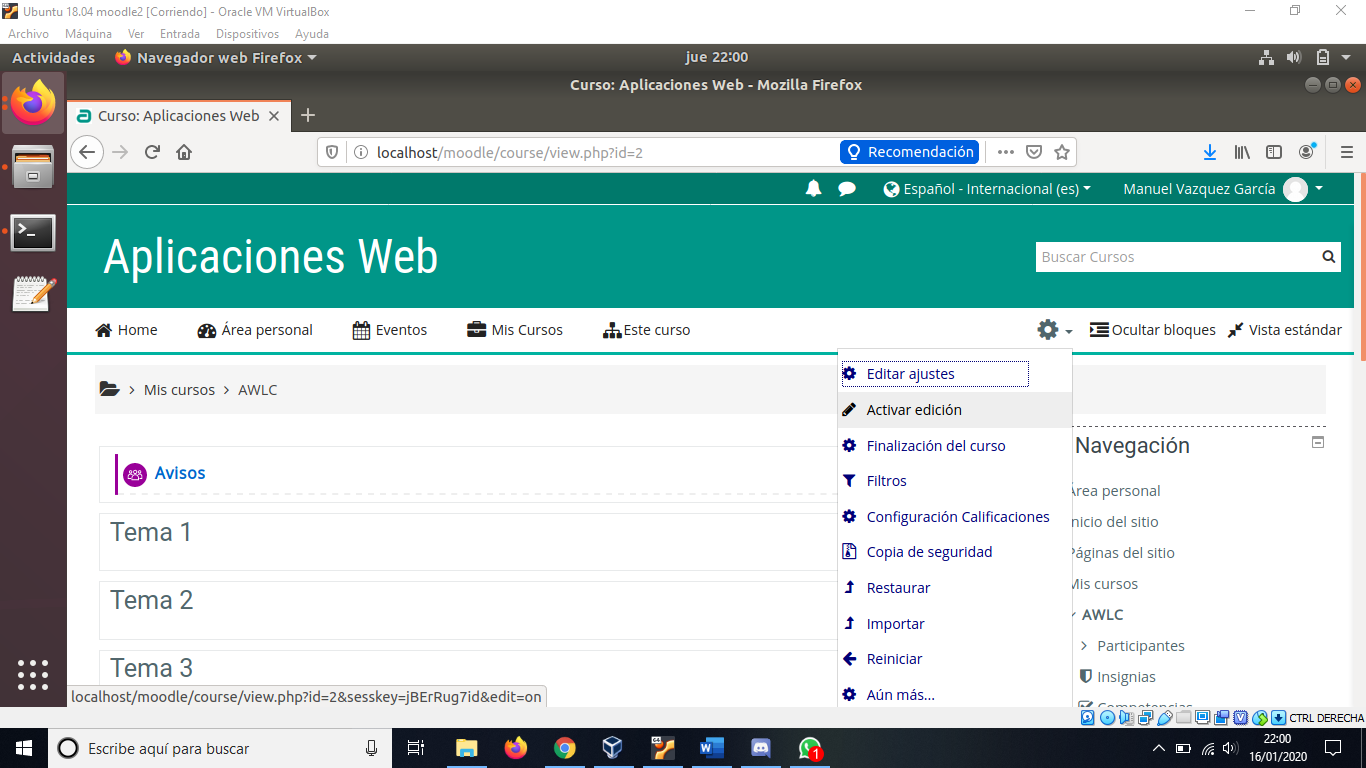 Ubuntu 18.04 moodle2 [Corriendo] - Oracle VM VirtualBox
Archivo Máquina Ver Entrada Dispositivos Ayuda
Actividades Navegador web Firefox jue 22:00
Curso: Aplicaciones Web - Mozilla Firefox
Curso: Aplicaciones Web
localhost/moodle/course/view.php?id=2 Recomendación
Español - Internacional (es) Manuel Vazquez García
Aplicaciones Web
Buscar Cursos
Home Área personal Eventos Mis Cursos Este curso Ocultar bloques Vista estándar
Mis cursos AWLC
Editar ajustes
Activar edición
Finalización del curso
Filtros
Configuración Calificaciones
Copia de seguridad
Restaurar
Importar
Reiniciar
Aún más...
Avisos
Tema 1
Tema 2
Tema 3
Navegación
Área personal
Inicio del sitio
Páginas del sitio
Mis cursos
AWLC
Participantes
Insignias
Competencias
localhost/moodle/course/view.php?id=2&sesskey=jBErRug7id&edit=on
CTRL DERECHA
Escribe aquí para buscar
1
22:00
16/01/2020